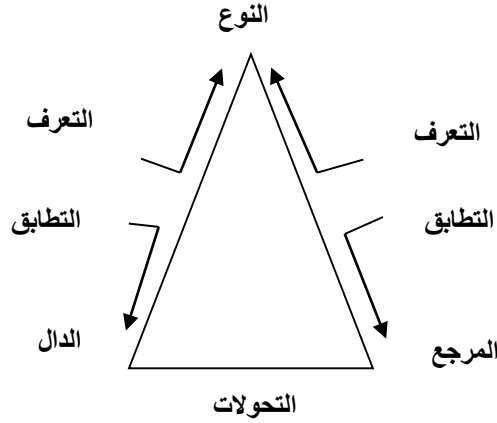 النوع
التعرف
التعرف
التطابق
التطابق
المرجع
الدال
التحولات